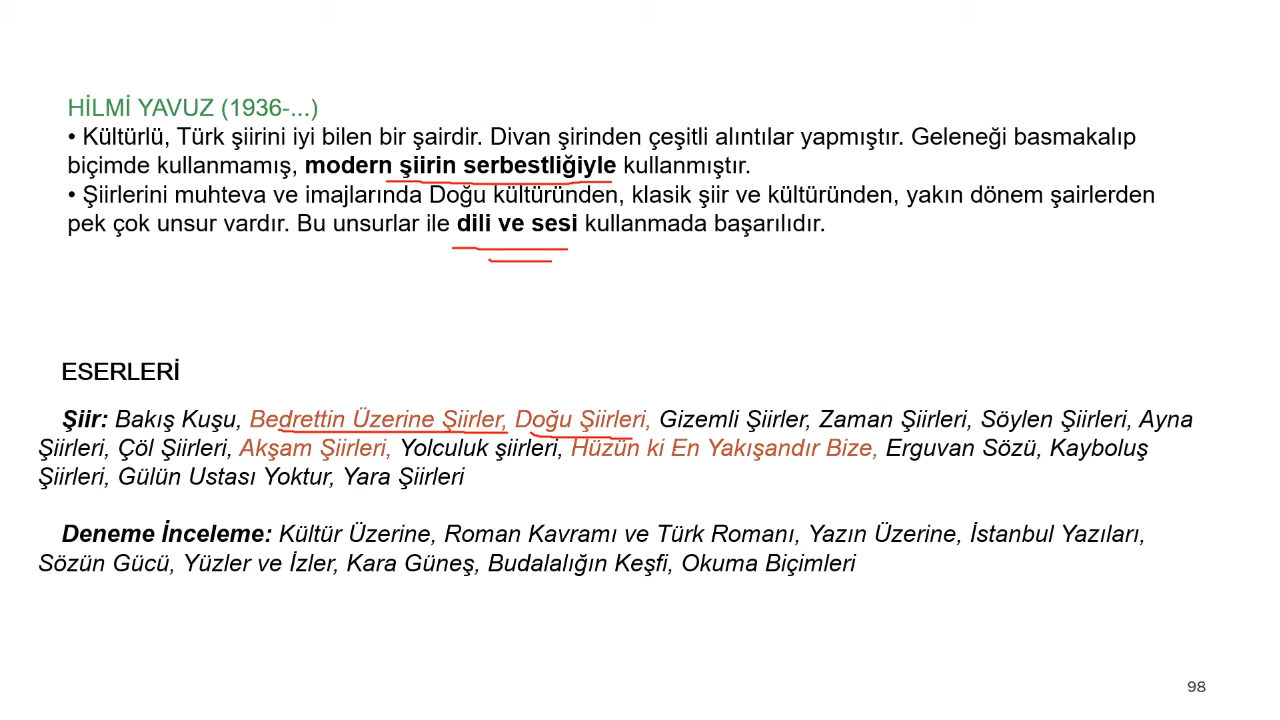 HİLMİ YAVUZ (1936-...)
• Kültürlü, Türk şiirini iyi bilen bir şairdir. Divan şirinden çeşitli alıntılar yapmıştır. Geleneği basmakalıp
biçimde kullanmamış, modern şiirin serbestliğiyle kullanmıştır.
• Şiirlerini muhteva ve imajlarında Doğu kültüründen, klasik şiir ve kültüründen, yakın dönem şairlerden
pek çok unsur vardır. Bu unsurlar ile dili ve sesi kullanmada başarılıdır.
ESERLERİ
Şiir: Bakış Kuşu, Bedrettin Üzerine Şiirler, Doğu Şiirleri, Gizemli Şiirler, Zaman Şiirleri, Söylen Şiirleri, Ayna
Şiirleri, Çöl Şiirleri, Akşam Şiirleri, Yolculuk şiirleri, Hüzün ki En Yakışandır Bize, Erguvan Sözü, Kayboluş
Şiirleri, Gülün Ustası Yoktur, Yara Şiirleri
Deneme İnceleme: Kültür Üzerine, Roman Kavramı ve Türk Romanı, Yazın Üzerine, İstanbul Yazıları,
Sözün Gücü, Yüzler ve İzler, Kara Güneş, Budalalığın Keşfi, Okuma Biçimleri
98